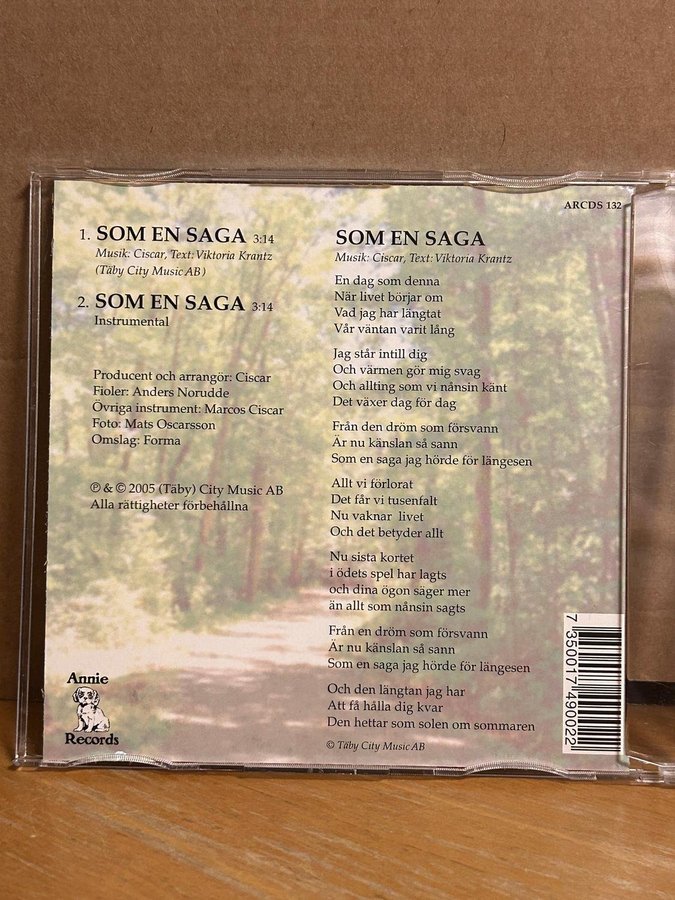 ARCDS 132
1. SOM EN SAGA 3:14
Musik: Ciscar, Text: Viktoria Krantz
(Täby City Music AB)
2. SOM EN SAGA 3:14
Instrumental
Producent och arrangör: Ciscar
Fioler: Anders Norudde
Övriga instrument: Marcos Ciscar
Foto: Mats Oscarsson
Omslag: Forma
℗ & © 2005 (Täby) City Music AB
Alla rättigheter förbehållna
Annie
Records
SOM EN SAGA
Musik: Ciscar, Text: Viktoria Krantz
En dag som denna
När livet börjar om
Vad jag har längtat
Vår väntan varit lång
Jag står intill dig
Och värmen gör mig svag
Och allting som vi nånsin känt
Det växer dag för dag
Från den dröm som försvann
Är nu känslan så sann
Som en saga jag hörde för längesen
Allt vi förlorat
Det får vi tusenfalt
Nu vaknar livet
Och det betyder allt
Nu sista kortet
i ödets spel har lagts
och dina ögon säger mer
än allt som nånsin sagts
Från en dröm som försvann
Är nu känslan så sann
Som en saga jag hörde för längesen
Och den längtan jag har
Att få hålla dig kvar
Den hettar som solen om sommaren
© Täby City Music AB
7 350017 490022